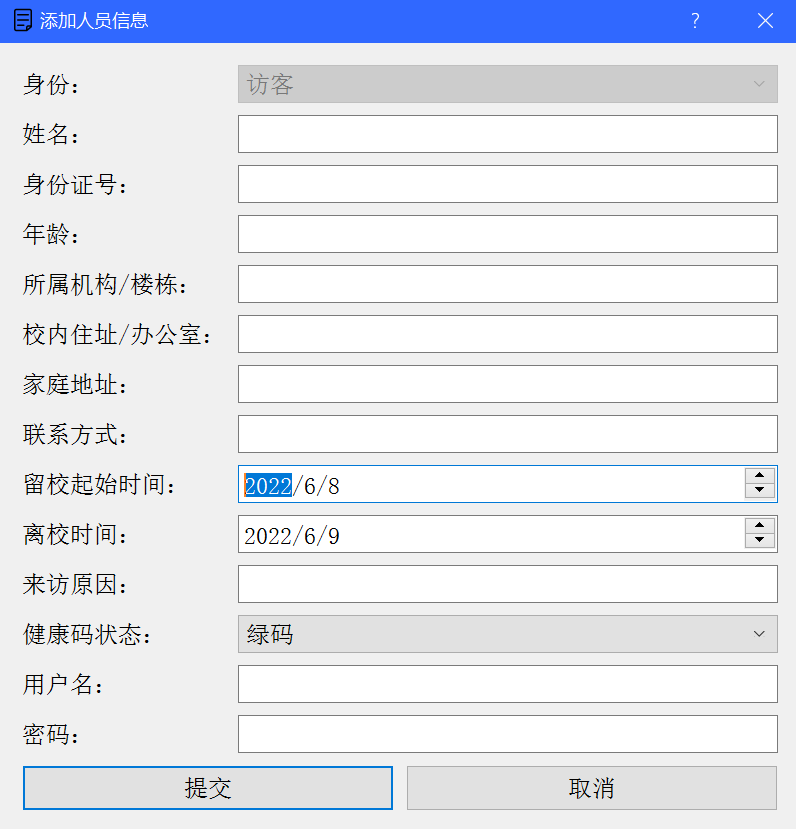 添加人员信息 ?
身份： 访客
姓名：
身份证号：
年龄：
所属机构/楼栋：
校内住址/办公室：
家庭地址：
联系方式：
留校起始时间： 2022/6/8
离校时间： 2022/6/9
来访原因：
健康码状态： 绿码
用户名：
密码：
提交 取消